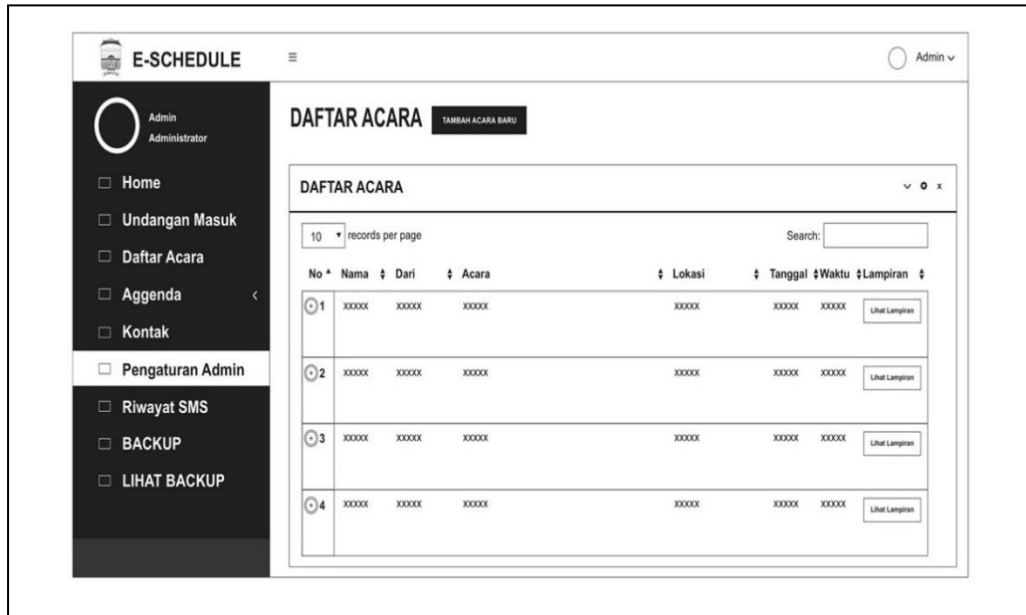 E-SCHEDULE
Admin
Admin
Administrator
Home
Undangan Masuk
Daftar Acara
Aggenda
Kontak
Pengaturan Admin
Riwayat SMS
BACKUP
LIHAT BACKUP
DAFTAR ACARA TAMBAH ACARA BARU
DAFTAR ACARA
10 records per page Search:
No Nama Dari Acara Lokasi Tanggal Waktu Lampiran
1 xxxxx xxxxx xxxxx xxxxx xxxxx xxxxx Lihat Lampiran
2 xxxxx xxxxx xxxxx xxxxx xxxxx xxxxx Lihat Lampiran
3 xxxxx xxxxx xxxxx xxxxx xxxxx xxxxx Lihat Lampiran
4 xxxxx xxxxx xxxxx xxxxx xxxxx xxxxx Lihat Lampiran